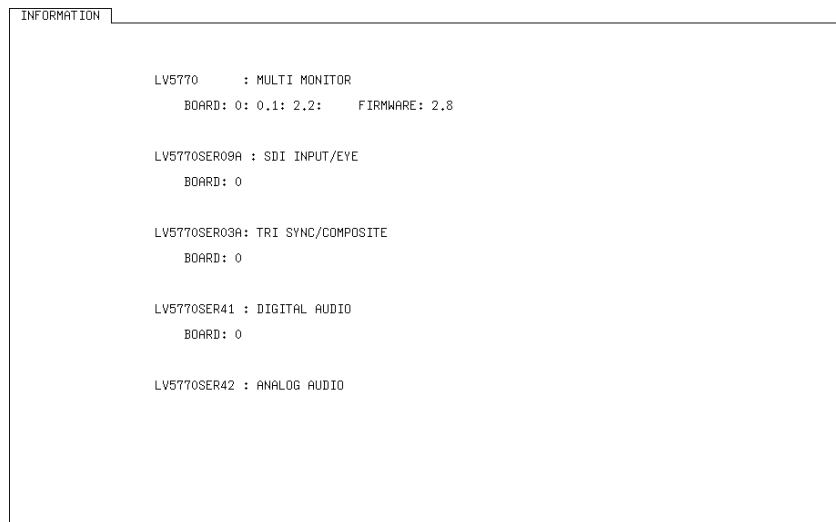 INFORMATION
LV5770 : MULTI MONITOR
BOARD: 0: 0.1: 2.2: FIRMWARE: 2.8
LV5770SER09A : SDI INPUT/EYE
BOARD: 0
LV5770SER03A: TRI SYNC/COMPOSITE
BOARD: 0
LV5770SER41 : DIGITAL AUDIO
BOARD: 0
LV5770SER42 : ANALOG AUDIO